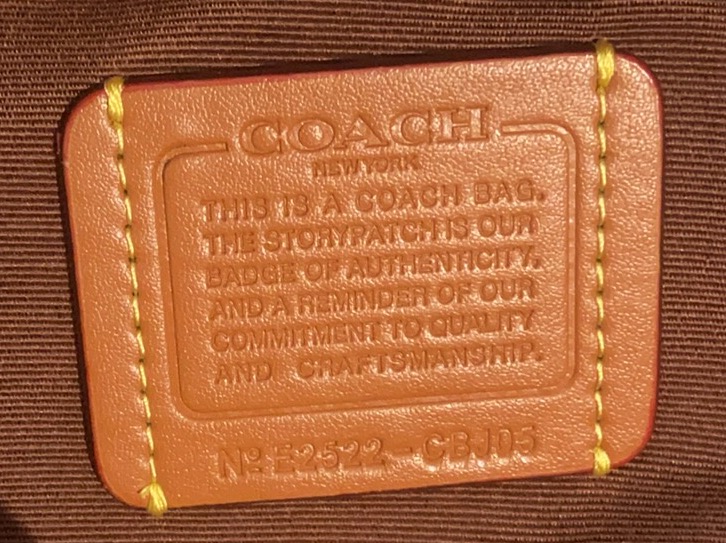 COACH
NEW YORK
THIS IS A COACH BAG.
THE STORYPATCH IS OUR
BADGE OF AUTHENTICITY,
AND A REMINDER OF OUR
COMMITMENT TO QUALITY
AND CRAFTSMANSHIP.
Nº E2522 - CBJ05